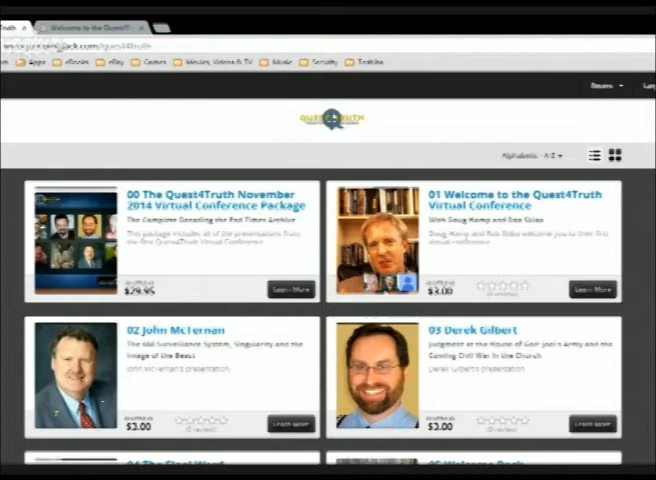 Truth
Welcome to the Quest4T
Apps eBooks eBay Games Movies, Videos & TV Music Security Toshiba
Rooms
QUEST4TRUTH
Alphabetic - A-Z
00 The Quest4Truth November
2014 Virtual Conference Package
The Complete Decoding the End Times Archive
This package includes all of the presentations from
the first Quest4Truth Virtual Conference
$29.95
Learn More
01 Welcome to the Quest4Truth
Virtual Conference
With Doug Hamp and Rob Skiba
Doug Hamp and Rob Skiba welcome you to their first
virtual conference.
$3.00
Learn More
02 John McTernan
The NSA Surveillance System, Singularity and the
Image of the Beast
John McTernan's presentation
$3.00
Learn More
03 Derek Gilbert
Judgment at the House of God: Joel's Army and the
Coming Civil War in the Church
Derek Gilbert's presentation
$3.00
Learn More